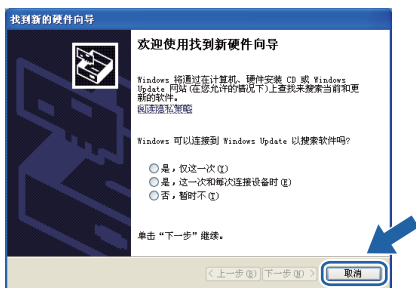 找到新的硬件向导
欢迎使用找到新硬件向导
Windows 将通过在计算机、硬件安装 CD 或 Windows
Update 网站(在您允许的情况下)上查找来搜索当前和更
新的软件。
阅读隐私策略
Windows 可以连接到 Windows Update 以搜索软件吗?
是，仅这一次(Y)
是，这一次和每次连接设备时(E)
否，暂时不(T)
单击“下一步”继续。
< 上一步(B) 下一步(N) > 取消